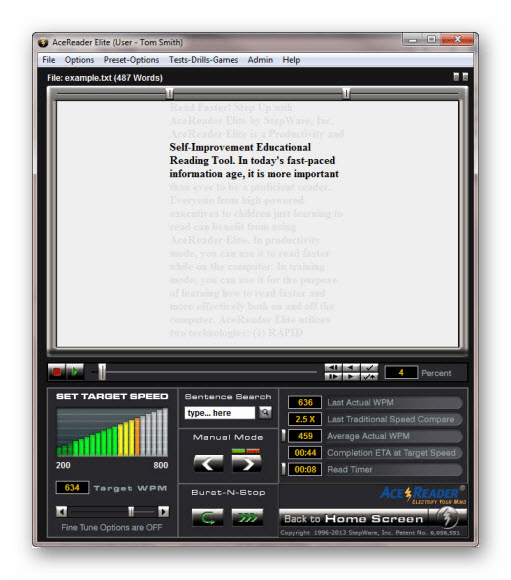 AceReader Elite (User - Tom Smith)
File Options Preset-Options Tests-Drills-Games Admin Help
File: example.txt (487 Words)
Read Faster! Step Up with
AceReader Elite by StepWare, Inc.
AceReader Elite is a Productivity and
Self-Improvement Educational
Reading Tool. In today's fast-paced
information age, it is more important
than ever to be a proficient reader.
Everyone from high-powered
executives to children just learning to
read can benefit from using
AceReader Elite. In productivity
mode, you can use it to read faster
while on the computer. In training
mode, you can use it for the purpose
of learning how to read faster and
more effectively both on and off the
computer. AceReader Elite utilizes
two technologies: (1) RAPID
4 Percent
SET TARGET SPEED
200 800
634 Target WPM
Fine Tune Options are OFF
Sentence Search
type... here
Manual Mode
Burst-N-Stop
636 Last Actual WPM
2.5 X Last Traditional Speed Compare
459 Average Actual WPM
00:44 Completion ETA at Target Speed
00:08 Read Timer
ACEREADER®
ELECTRIFY YOUR MIND
Back to Home Screen
Copyright 1996-2013 StepWare, Inc. Patent No. 6,056,551